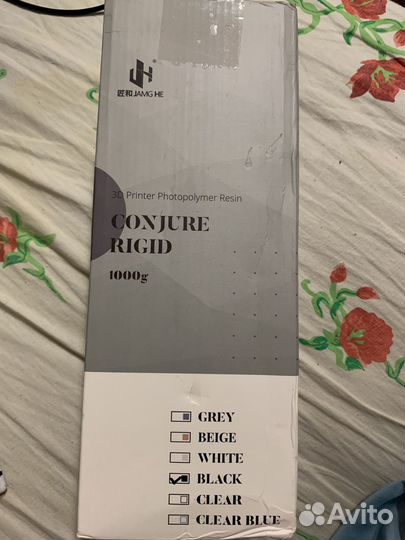 JH
匠和 JAMG HE
3D Printer Photopolymer Resin
CONJURE
RIGID
1000g
GREY
BEIGE
WHITE
BLACK
CLEAR
CLEAR BLUE
Avito